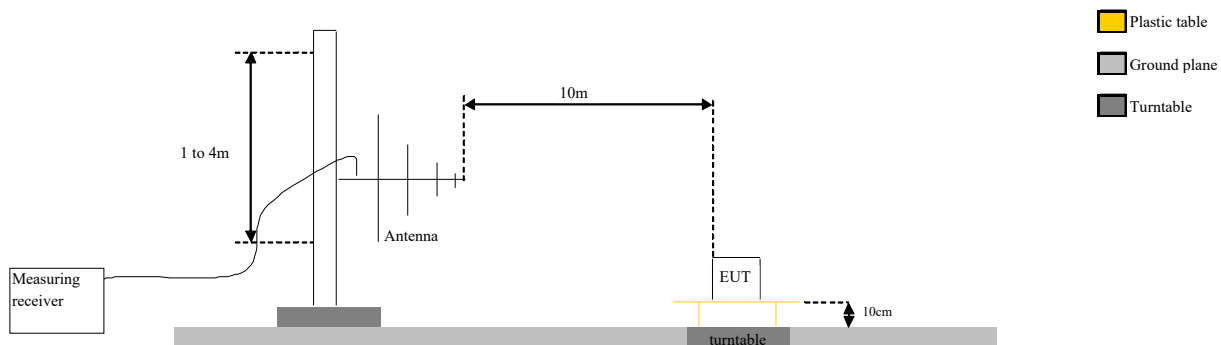 Plastic table
Ground plane
Turntable
10m
1 to 4m
Antenna
Measuring
receiver
EUT
10cm
turntable